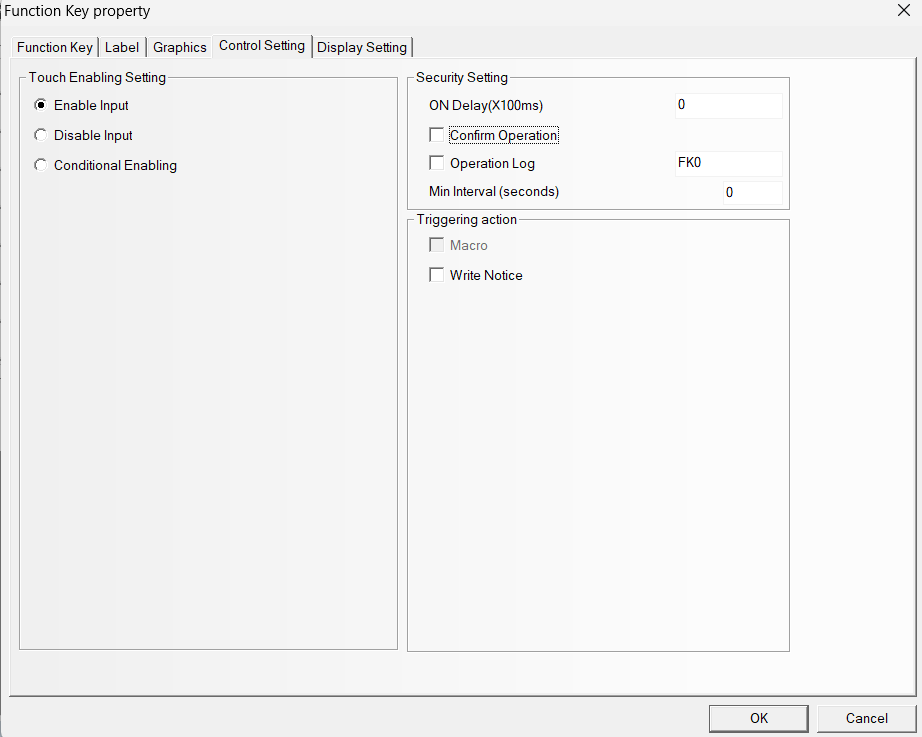 Function Key property
Function Key
Label
Graphics
Control Setting
Display Setting
Touch Enabling Setting
Enable Input
Disable Input
Conditional Enabling
Security Setting
ON Delay(X100ms)
0
Confirm Operation
Operation Log
FK0
Min Interval (seconds)
0
Triggering action
Macro
Write Notice
OK
Cancel